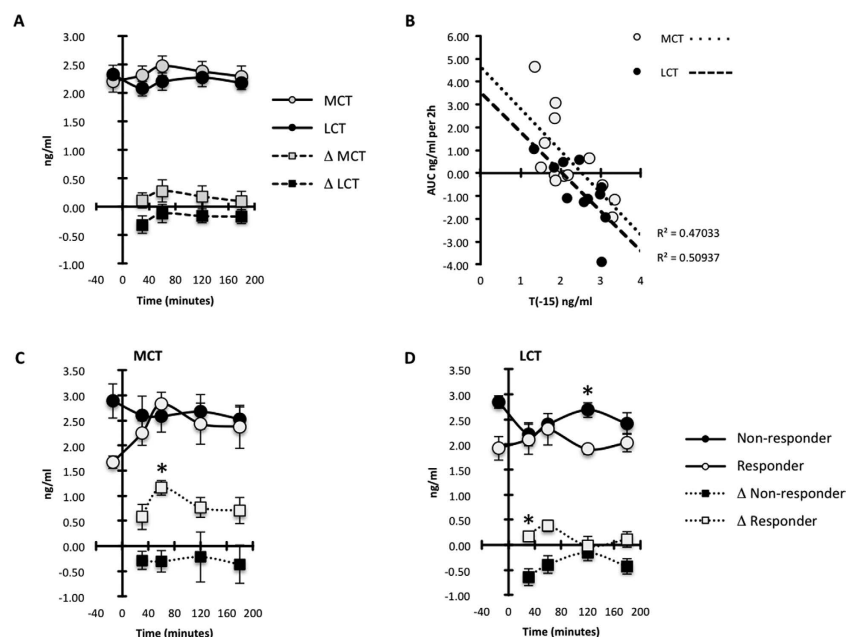 A
3.00
2.50
2.00
1.50
1.00
0.50
0.00
-0.50
-1.00
ng/ml
-40 0 40 80 120 160 200
Time (minutes)
MCT
LCT
Δ MCT
Δ LCT
B
6.00
5.00
4.00
3.00
2.00
1.00
0.00
-1.00
-2.00
-3.00
-4.00
AUC ng/ml per 2h
0 1 2 3 4
T(-15) ng/ml
MCT
LCT
R² = 0.47033
R² = 0.50937
C
MCT
3.50
3.00
2.50
2.00
1.50
1.00
0.50
0.00
-0.50
-1.00
ng/ml
*
-40 0 40 80 120 160 200
Time (minutes)
D
LCT
3.50
3.00
2.50
2.00
1.50
1.00
0.50
0.00
-0.50
-1.00
ng/ml
*
*
-40 0 40 80 120 160 200
Time (minutes)
Non-responder
Responder
Δ Non-responder
Δ Responder